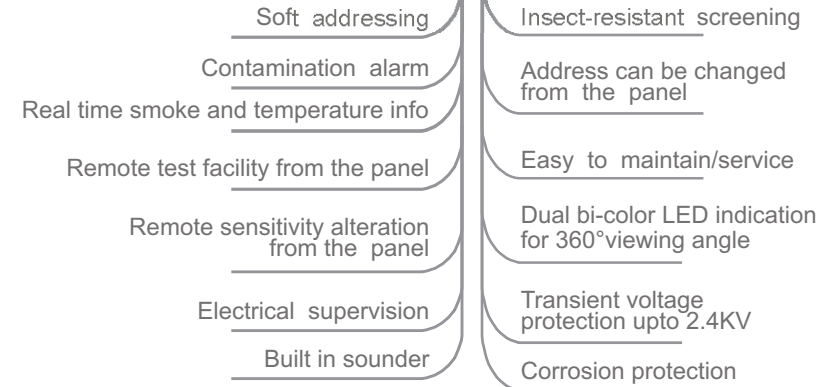 Soft addressing
Contamination alarm
Real time smoke and temperature info
Remote test facility from the panel
Remote sensitivity alteration
from the panel
Electrical supervision
Built in sounder
Insect-resistant screening
Address can be changed
from the panel
Easy to maintain/service
Dual bi-color LED indication
for 360°viewing angle
Transient voltage
protection upto 2.4KV
Corrosion protection